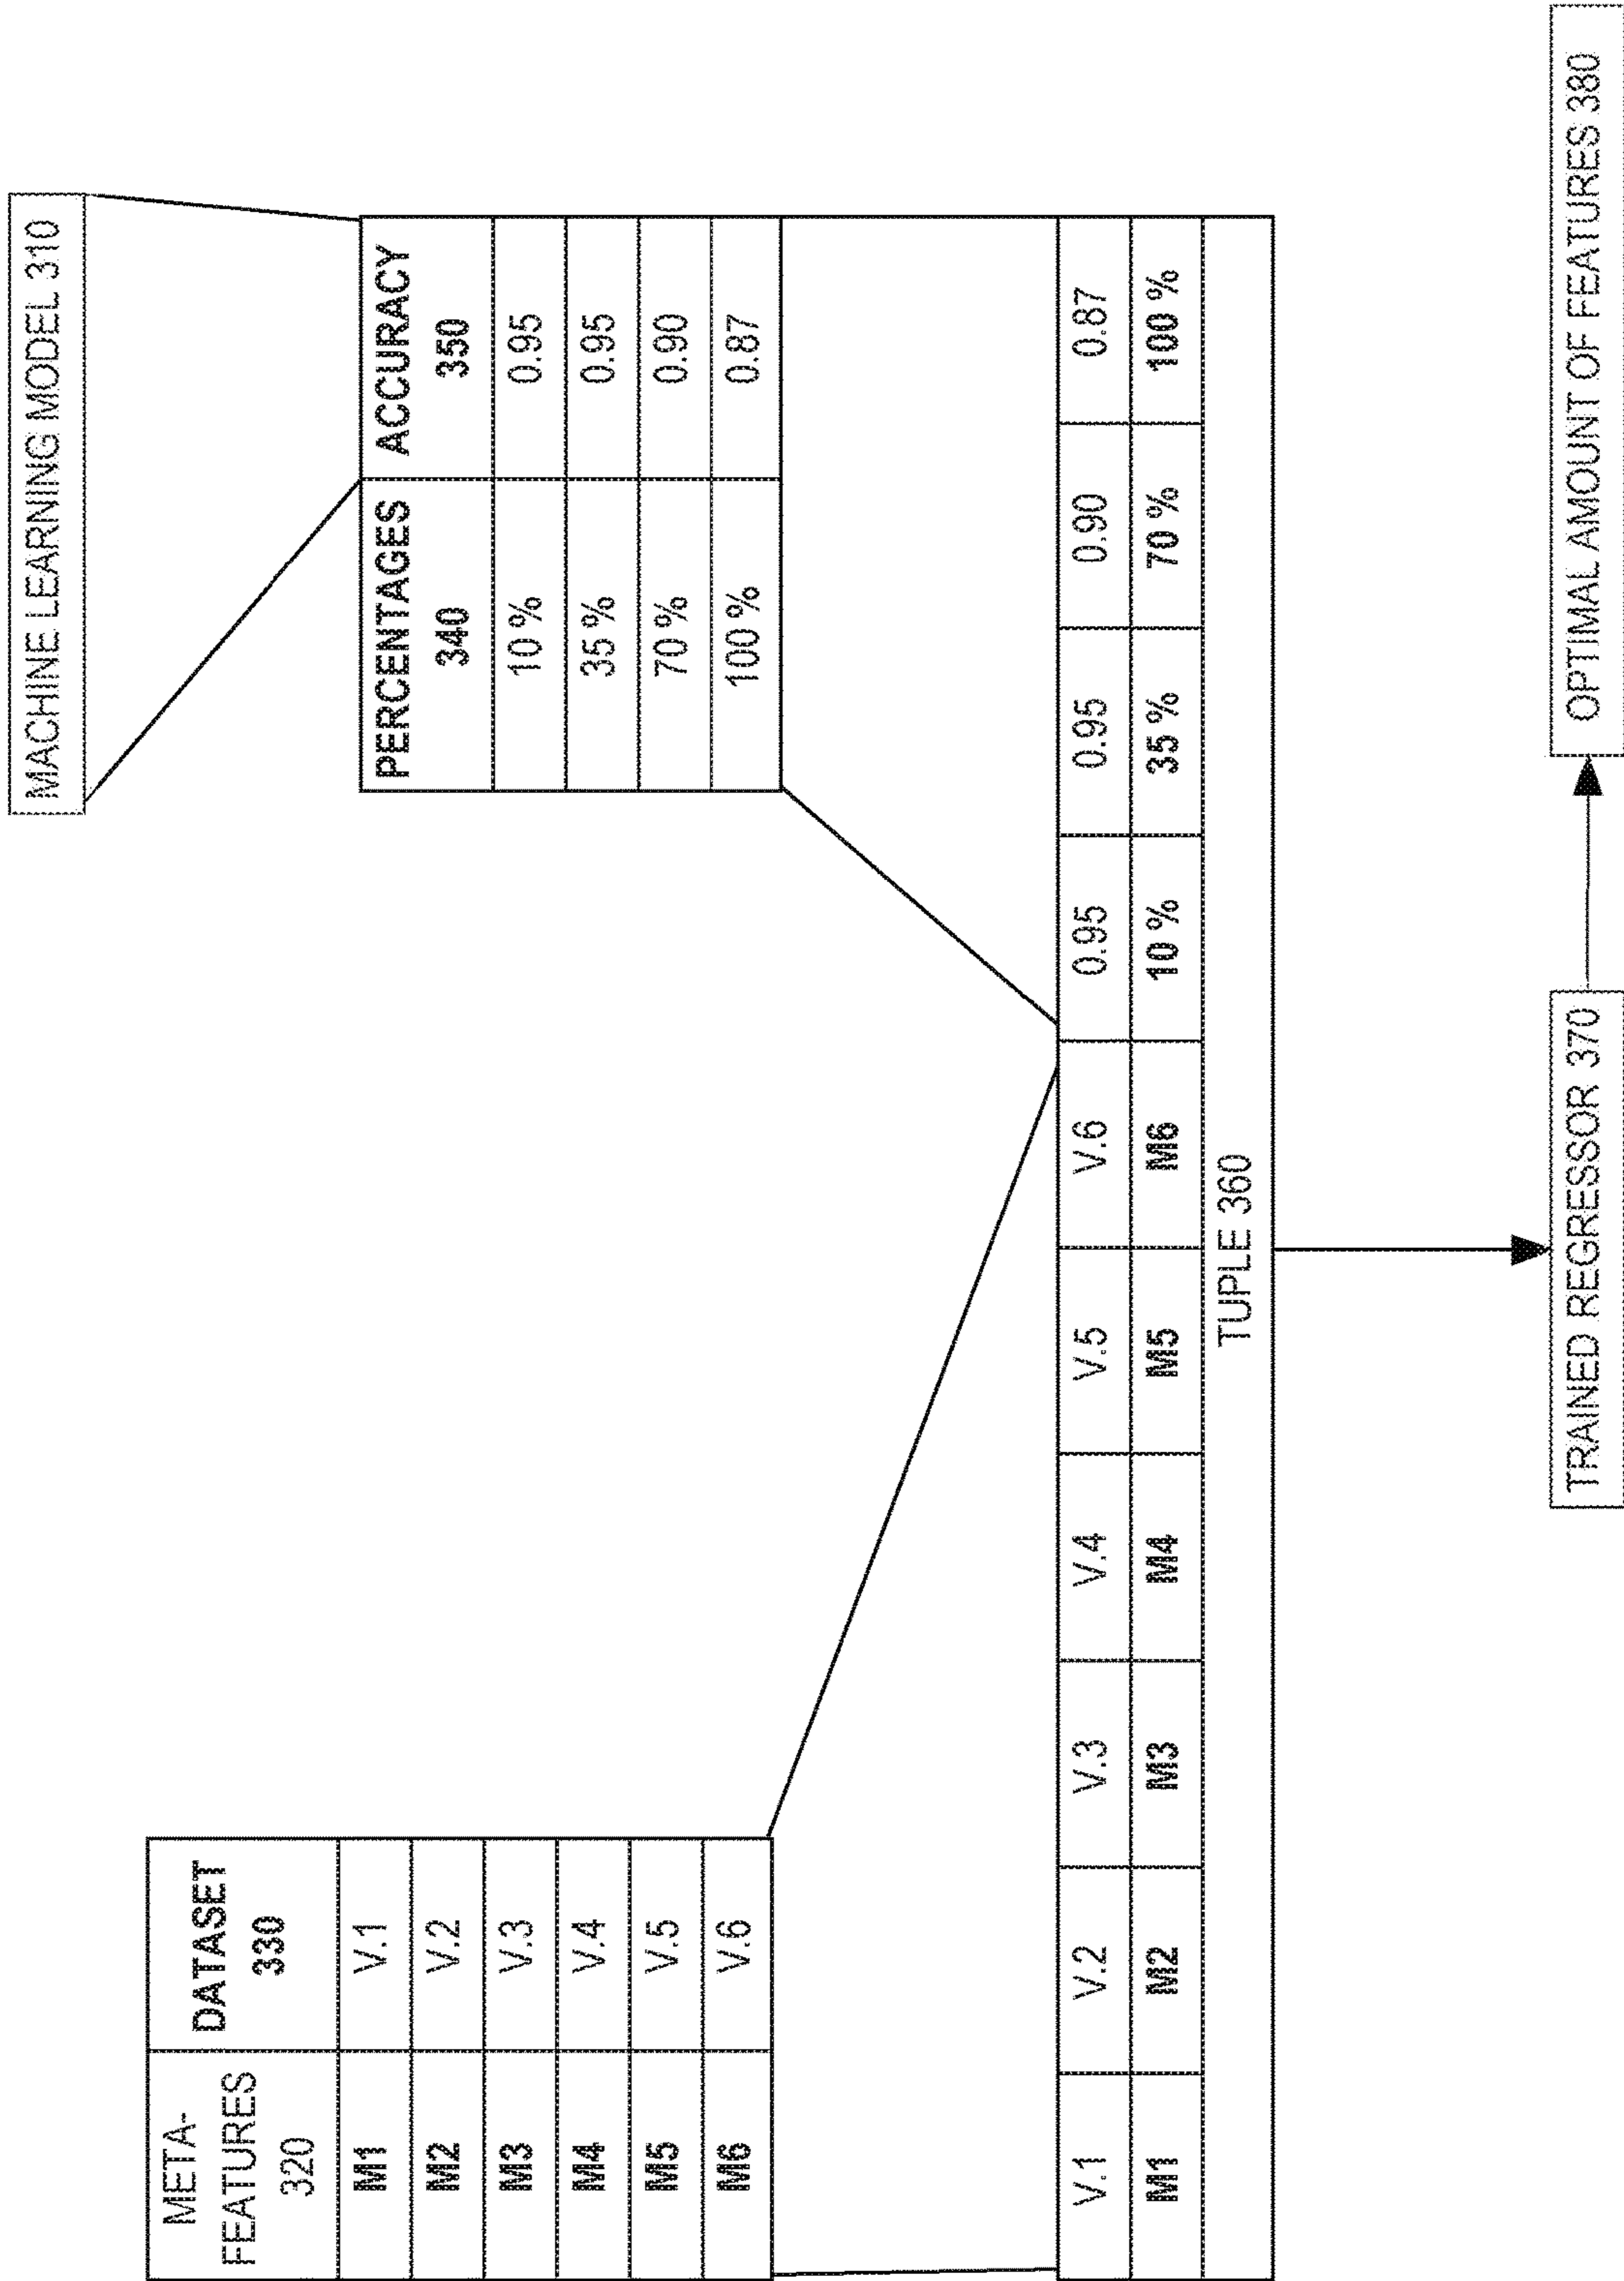 MACHINE LEARNING MODEL 310
META-
FEATURES
320
DATASET
330
M1 V.1
M2 V.2
M3 V.3
M4 V.4
M5 V.5
M6 V.6
PERCENTAGES
340
ACCURACY
350
10 % 0.95
35 % 0.95
70 % 0.90
100 % 0.87
V.1 V.2 V.3 V.4 V.5 V.6 0.95 0.95 0.90 0.87
M1 M2 M3 M4 M5 M6 10 % 35 % 70 % 100 %
TUPLE 360
TRAINED REGRESSOR 370
OPTIMAL AMOUNT OF FEATURES 380